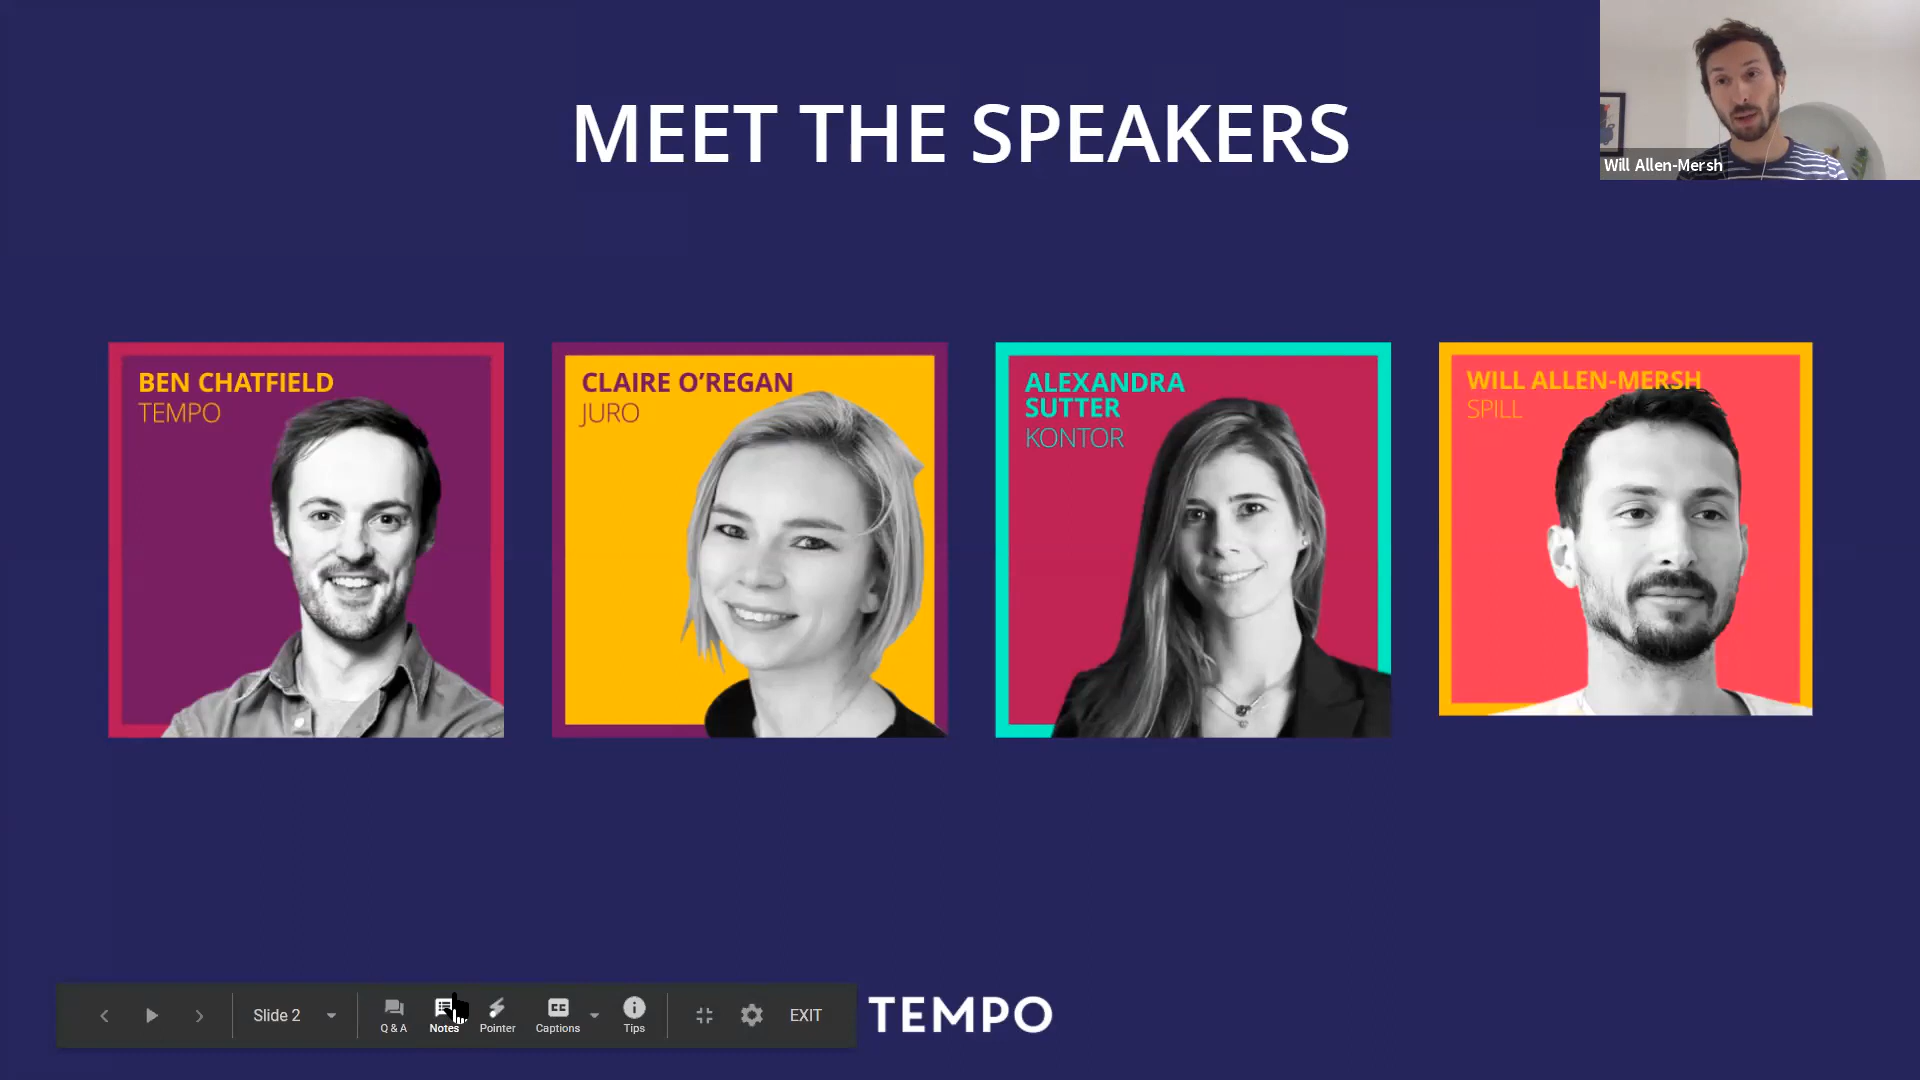 MEET THE SPEAKERS
Will Allen-Mersh
BEN CHATFIELD
TEMPO
CLAIRE O'REGAN
JURO
ALEXANDRA
SUTTER
KONTOR
WILL ALLEN-MERSH
SPILL
Slide 2
Q & A
Notes
Pointer
CC
Captions
Tips
EXIT
TEMPO